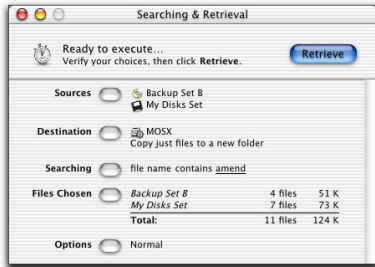 Searching & Retrieval
Ready to execute...
Verify your choices, then click Retrieve.
Retrieve
Sources
Backup Set B
My Disks Set
Destination
MOSX
Copy just files to a new folder
Searching file name contains amend
Files Chosen
Backup Set B 4 files 51 K
My Disks Set 7 files 73 K
Total: 11 files 124 K
Options Normal